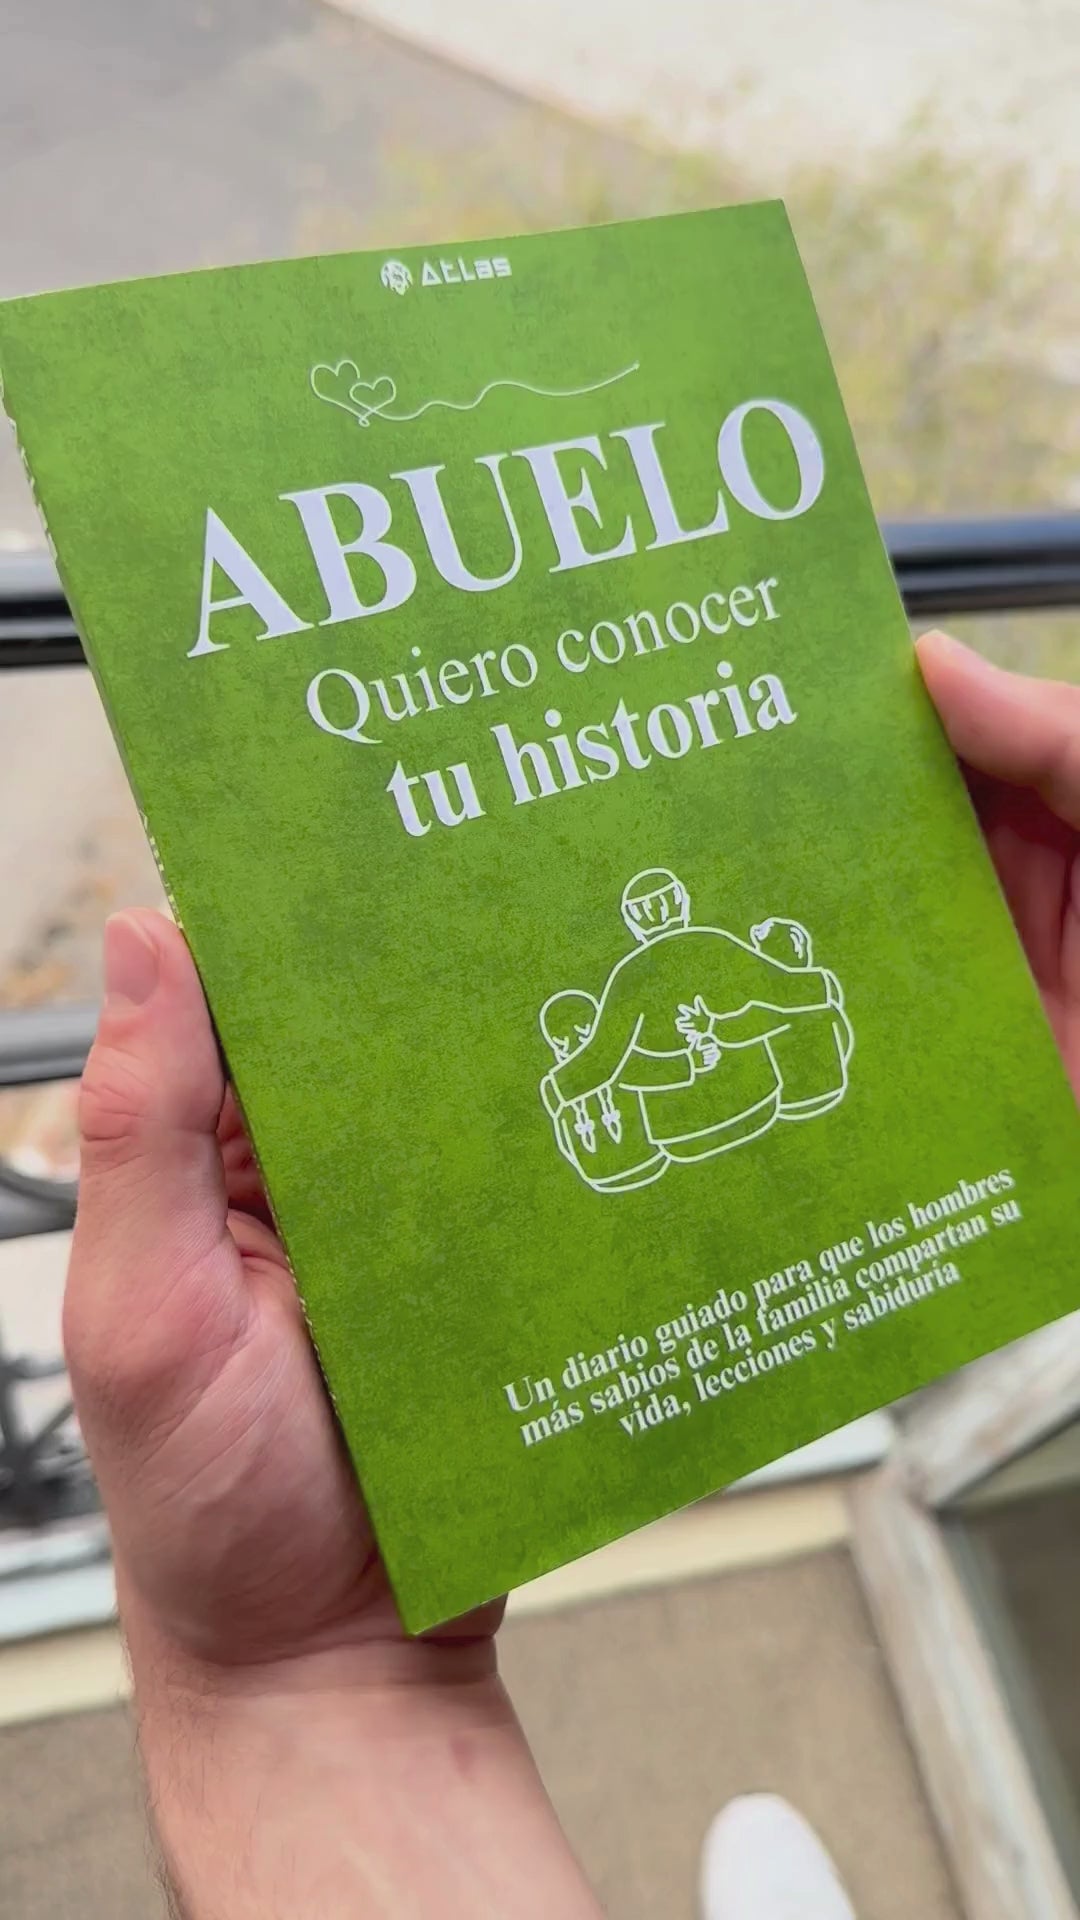 Atlas
ABUELO
Quiero conocer
tu historia
Un diario guiado para que los hombres
más sabios de la familia compartan su
vida, lecciones y sabiduría